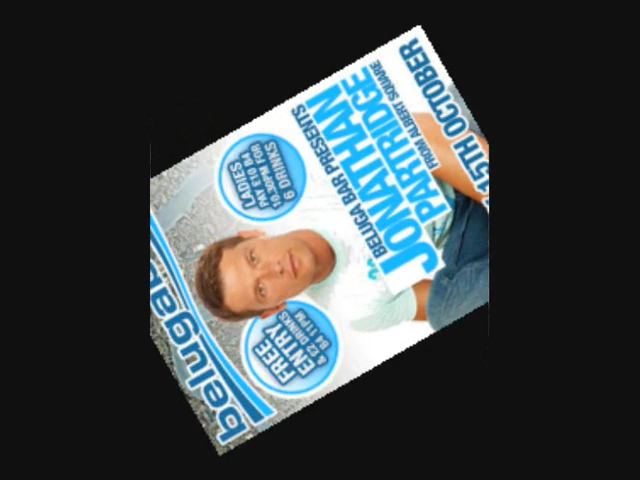 beluga
FREE
ENTRY
& £2 DRINKS
B4 11PM
LADIES
PAY £10 B4
10.30PM FOR
6 DRINKS
BELUGA BAR PRESENTS
JONATHAN
PARTRIDGE
FROM ALBERT SQUARE
15TH OCTOBER